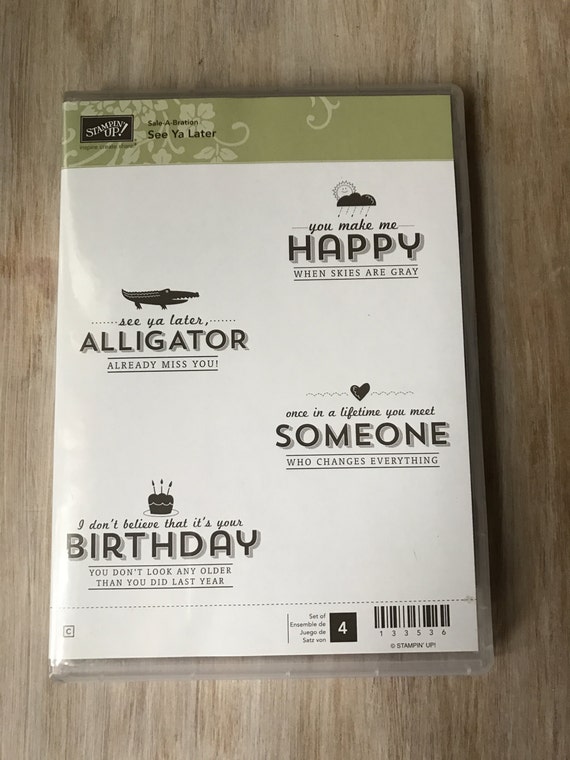 STAMPIN' UP!
inspire create share
Sale-A-Bration
See Ya Later
you make me
HAPPY
WHEN SKIES ARE GRAY
see ya later,
ALLIGATOR
ALREADY MISS YOU!
once in a lifetime you meet
SOMEONE
WHO CHANGES EVERYTHING
I don't believe that it's your
BIRTHDAY
YOU DON'T LOOK ANY OLDER
THAN YOU DID LAST YEAR
C
Set of
Ensemble de
Juego de
Satz von
4
133536
© STAMPIN' UP!